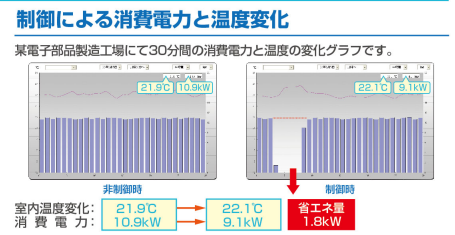 制御による消費電力と温度変化
某電子部品製造工場にて30分間の消費電力と温度の変化グラフです。
21.9℃ 10.9kW
22.1℃ 9.1kW
非制御時
制御時
室内温度変化： 21.9℃ 22.1℃
消費電力： 10.9kW 9.1kW
省エネ量
1.8kW